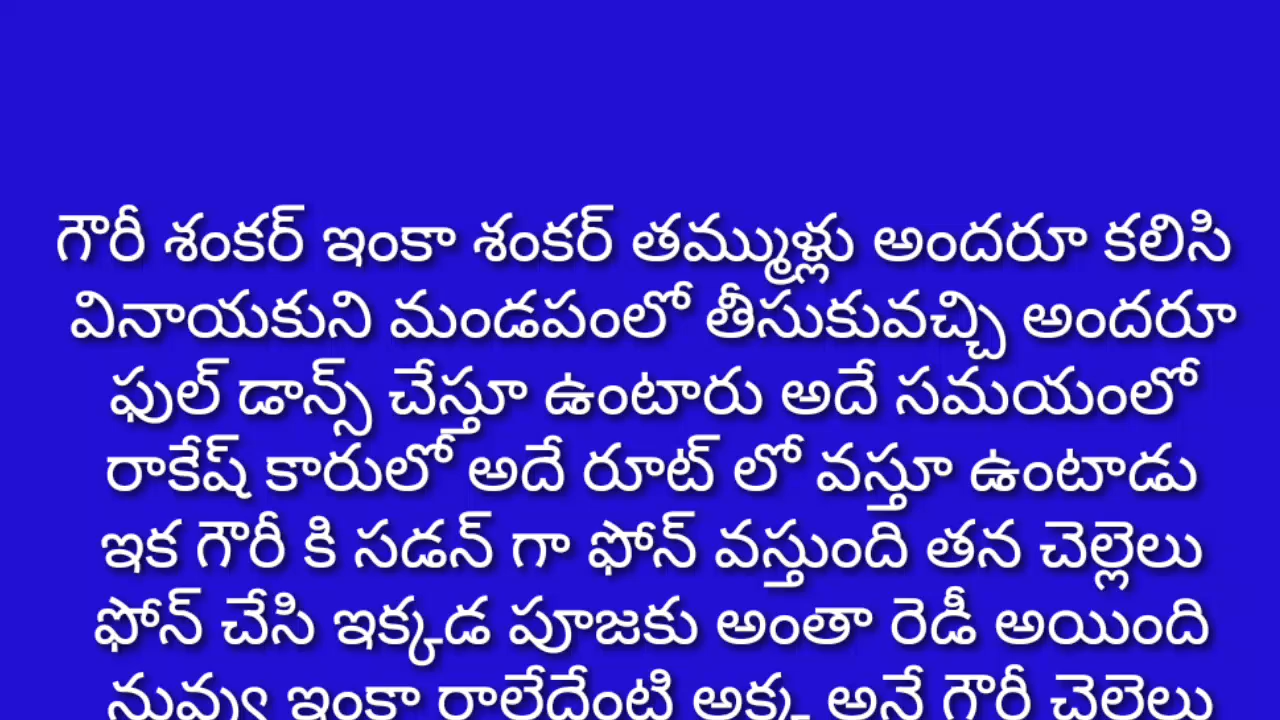 గౌరీ శంకర్ ఇంకా శంకర్ తమ్ముళ్లు అందరూ కలిసి
వినాయకుని మండపంలో తీసుకువచ్చి అందరూ
ఫుల్ డాన్స్ చేస్తూ ఉంటారు అదే సమయంలో
రాకేష్ కారులో అదే రూట్ లో వస్తూ ఉంటాడు
ఇక గౌరీ కి సడన్ గా ఫోన్ వస్తుంది తన చెల్లెలు
ఫోన్ చేసి ఇక్కడ పూజకు అంతా రెడీ అయింది
నువ్వు ఇంకా రాలేదేంటి అక్క అనే గౌరీ చెల్లెలు